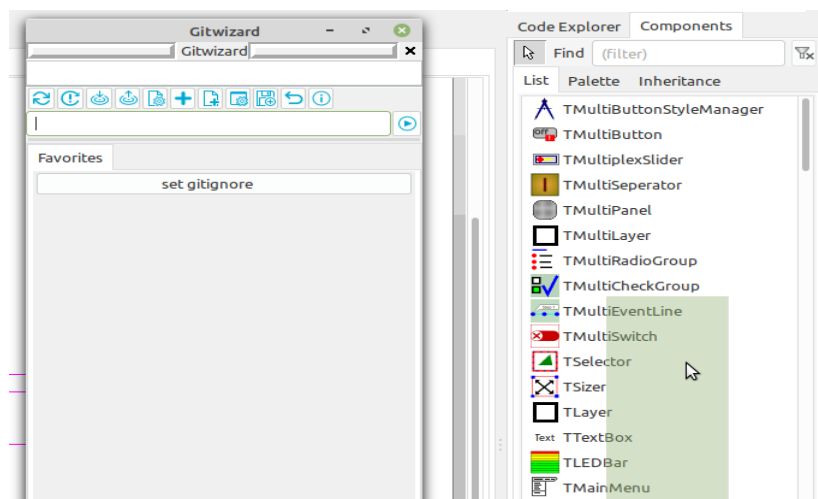 Gitwizard
Gitwizard
Favorites
set gitignore
Code Explorer Components
Find (filter)
List Palette Inheritance
TMultiButtonStyleManager
Off TMultiButton
TMultiplexSlider
TMultiSeperator
TMultiPanel
TMultiLayer
TMultiRadioGroup
TMultiCheckGroup
TMultiEventLine
TMultiSwitch
TSelector
TSizer
TLayer
Text TTextBox
TLEDBar
TMainMenu